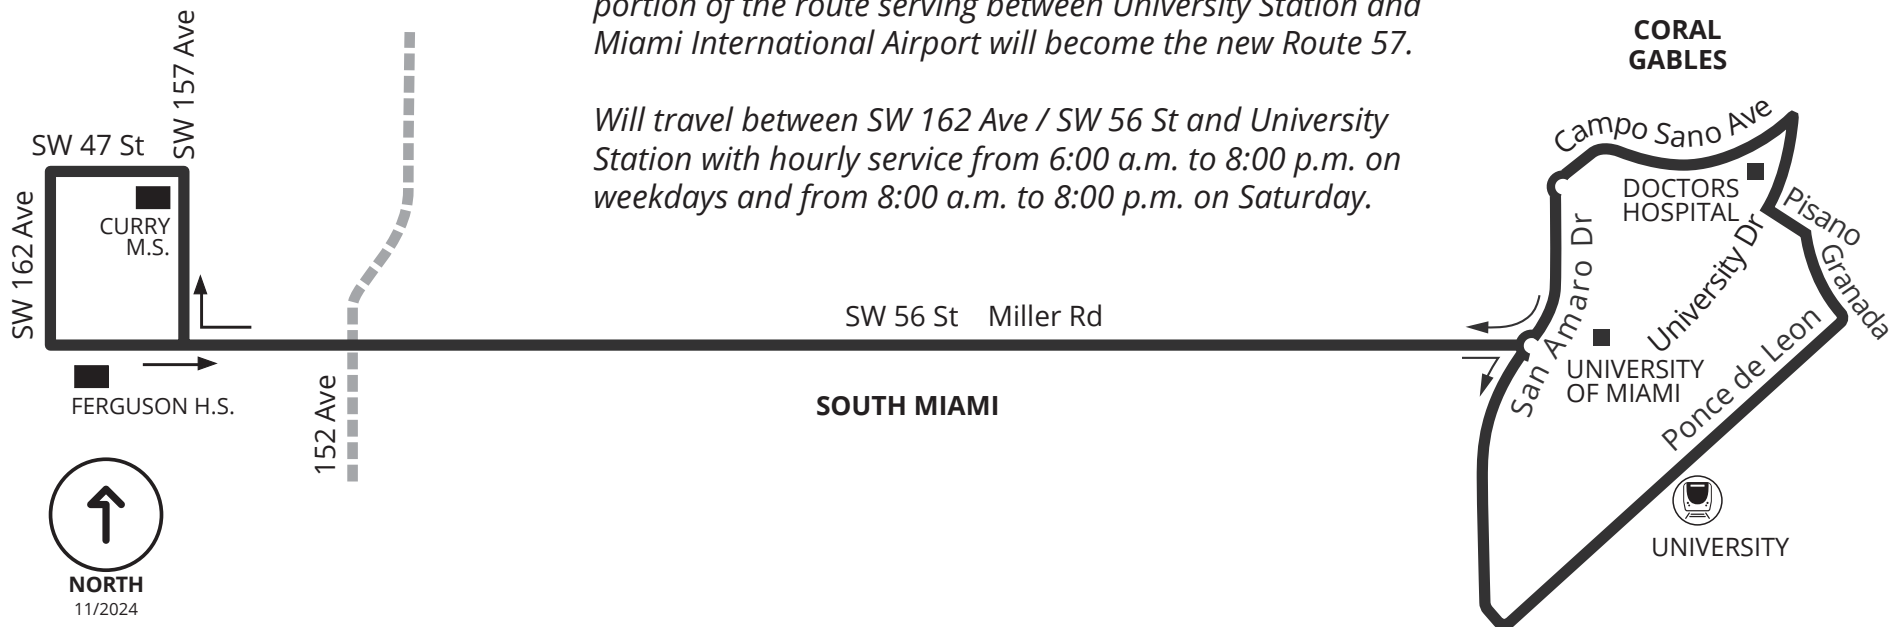 portion of the route serving between University Station and
Miami International Airport will become the new Route 57.
Will travel between SW 162 Ave / SW 56 St and University
Station with hourly service from 6:00 a.m. to 8:00 p.m. on
weekdays and from 8:00 a.m. to 8:00 p.m. on Saturday.
CORAL
GABLES
SW 157 Ave
SW 47 St
SW 162 Ave
CURRY
M.S.
FERGUSON H.S.
152 Ave
SW 56 St Miller Rd
SOUTH MIAMI
Campo Sano Ave
DOCTORS
HOSPITAL
Pisano
Granada
University Dr
San Amaro Dr
UNIVERSITY
OF MIAMI
Ponce de Leon
UNIVERSITY
NORTH
11/2024